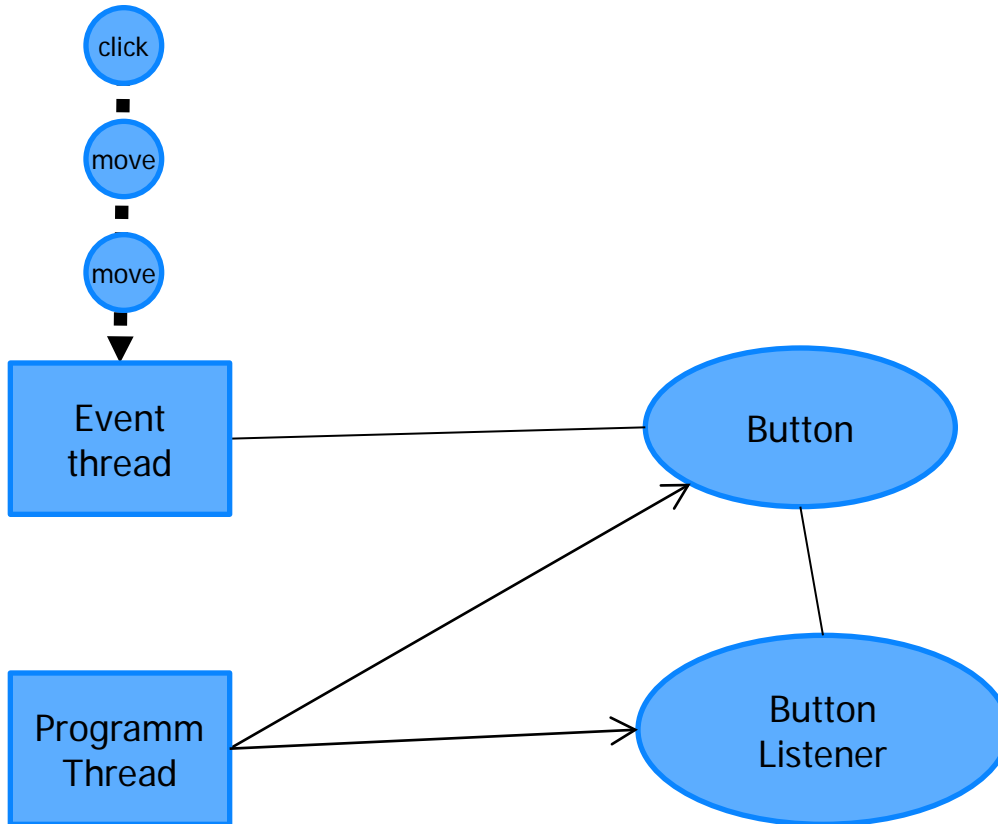 click
move
move
Event
thread
Button
Programm
Thread
Button
Listener